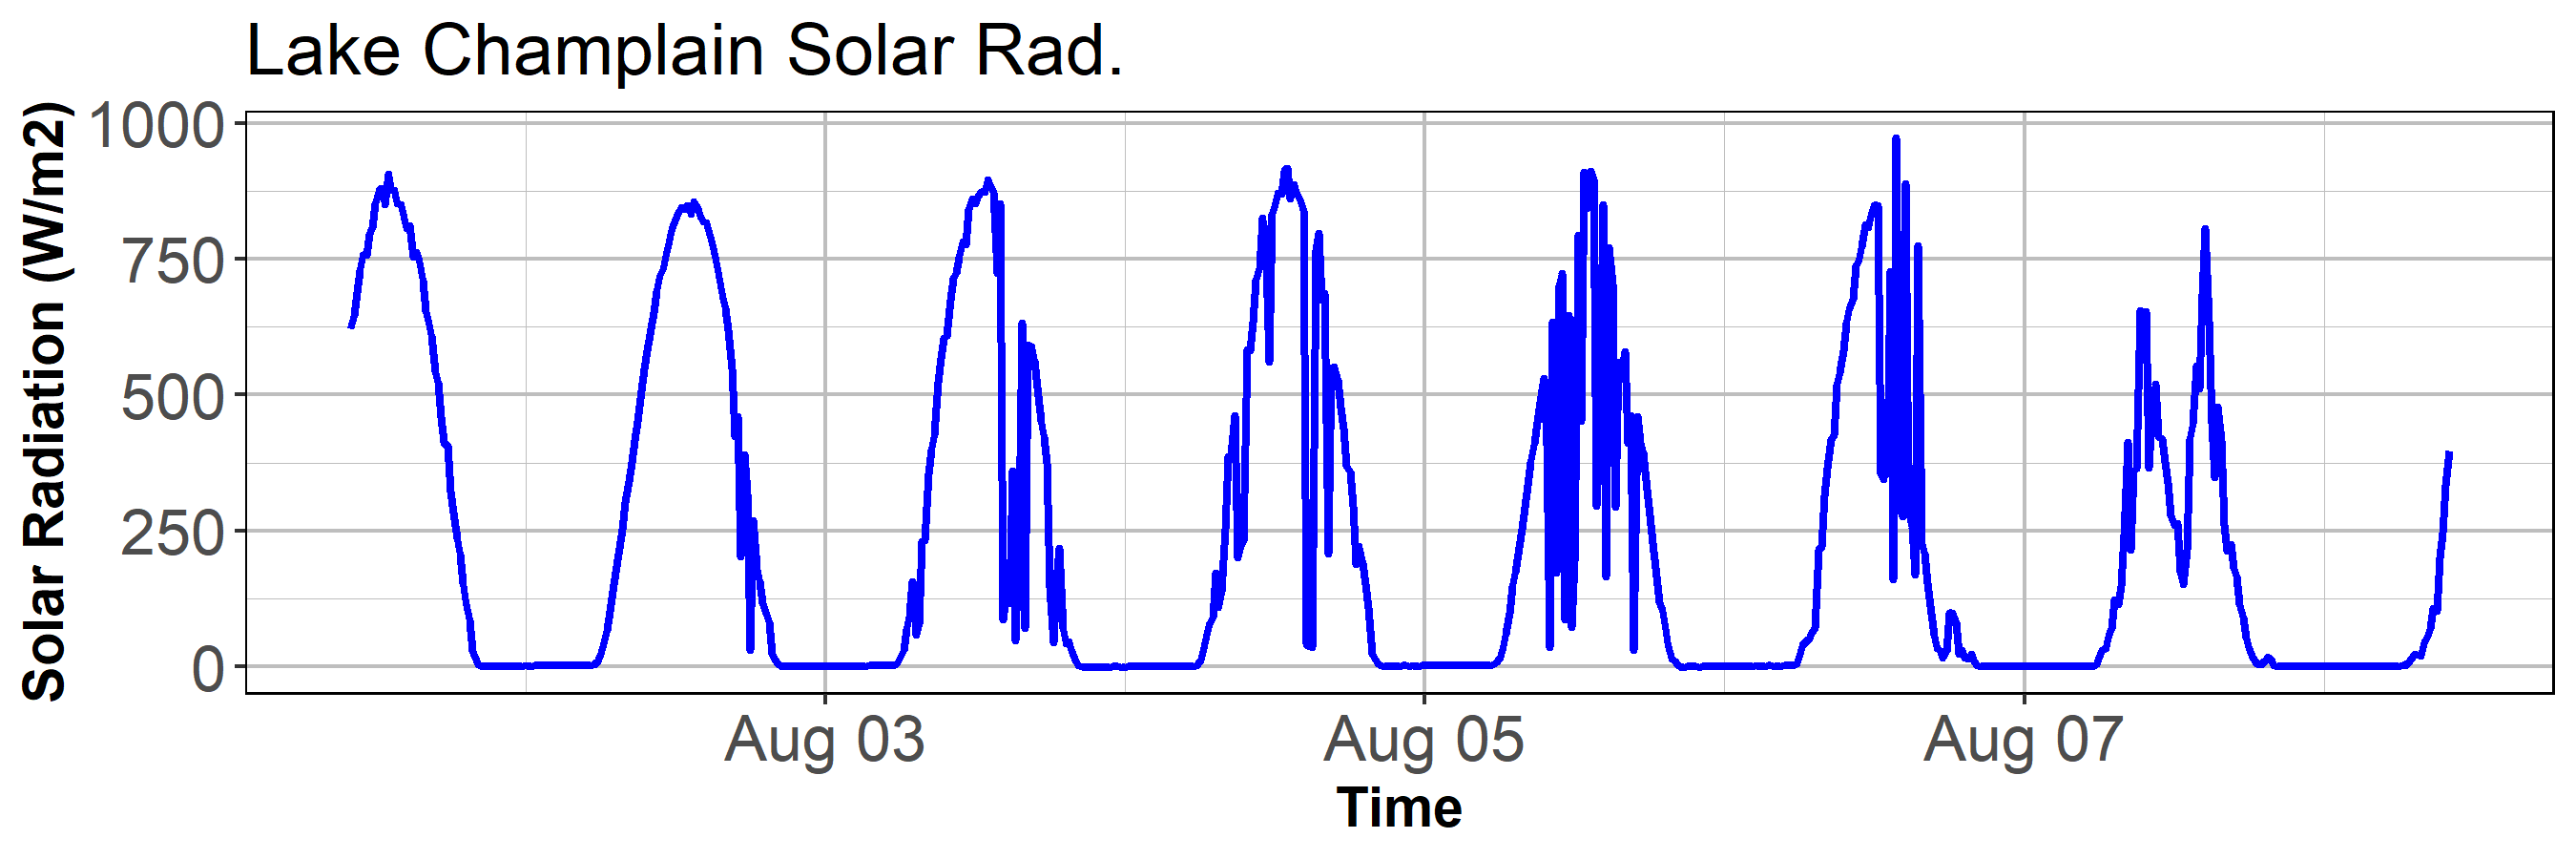 Lake Champlain Solar Rad.
Solar Radiation (W/m2)
1000
750
500
250
0
Aug 03
Aug 05
Aug 07
Time